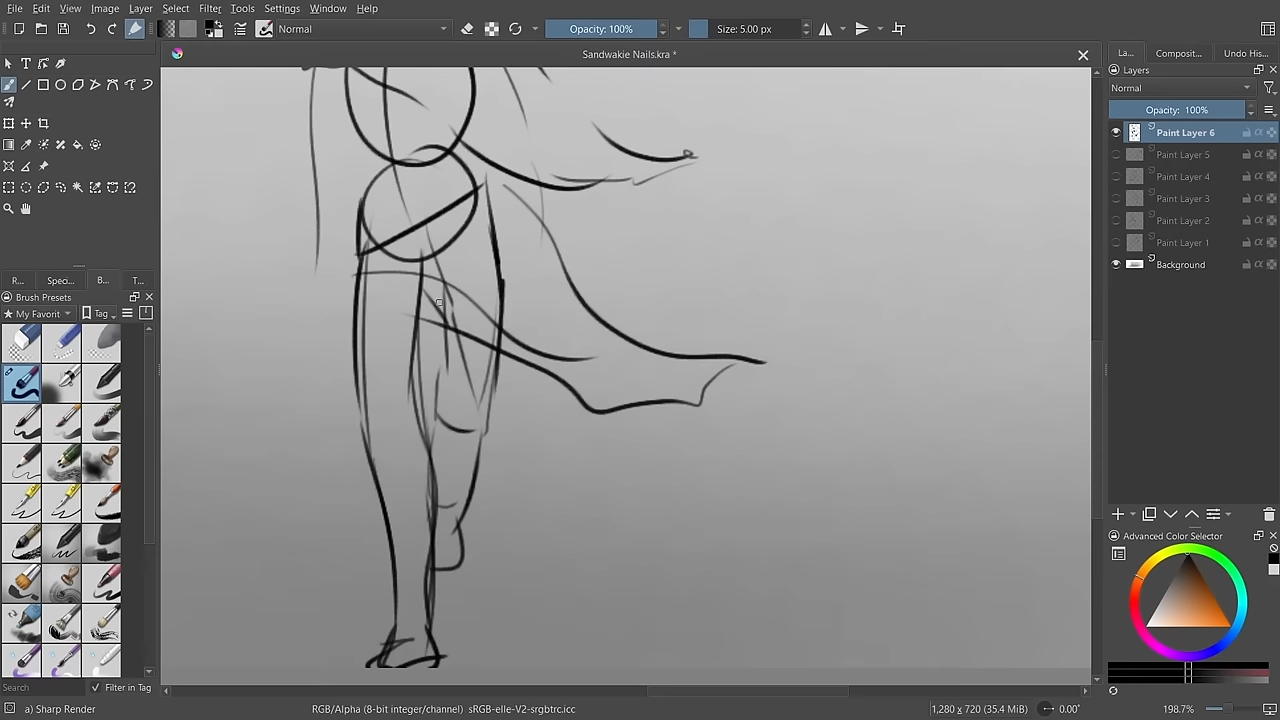 File Edit View Image Layer Select Filter Tools Settings Window Help
Normal
Opacity: 100%
Size: 5.00 px
Sandwakie Nails.kra *
La...
Composit...
Undo His...
Layers
Normal
Opacity: 100%
Paint Layer 6
Paint Layer 5
Paint Layer 4
Paint Layer 3
Paint Layer 2
Paint Layer 1
Background
R...
Speci...
B...
T...
Brush Presets
My Favorit
Tag
Advanced Color Selector
Search
Filter in Tag
a) Sharp Render
RGB/Alpha (8-bit integer/channel) sRGB-elle-V2-srgbtrc.icc
1,280 x 720 (35.4 MiB)
0.00°
198.7%